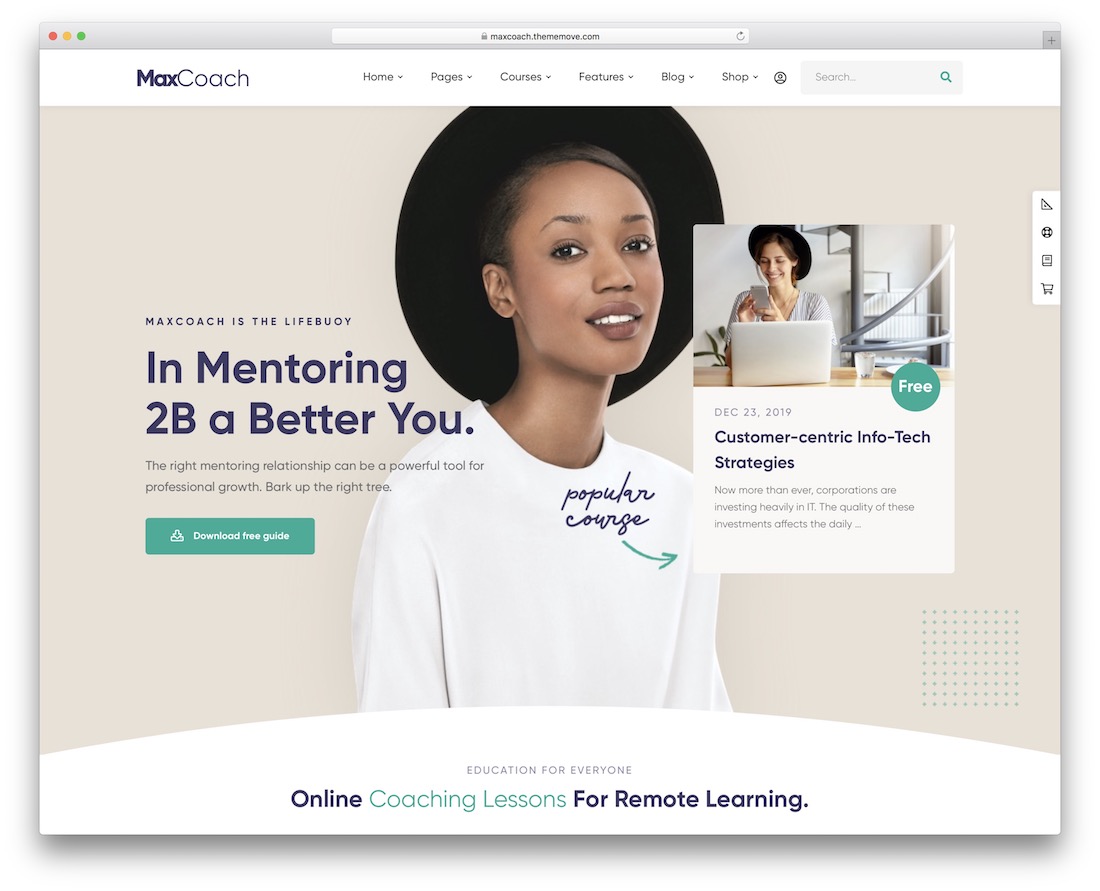 maxcoach.thememove.com
MaxCoach
Home
Pages
Courses
Features
Blog
Shop
Search...
MAXCOACH IS THE LIFEBUOY
In Mentoring
2B a Better You.
The right mentoring relationship can be a powerful tool for
professional growth. Bark up the right tree.
Download free guide
popular
course
Free
DEC 23, 2019
Customer-centric Info-Tech
Strategies
Now more than ever, corporations are
investing heavily in IT. The quality of these
investments affects the daily ...
EDUCATION FOR EVERYONE
Online Coaching Lessons For Remote Learning.